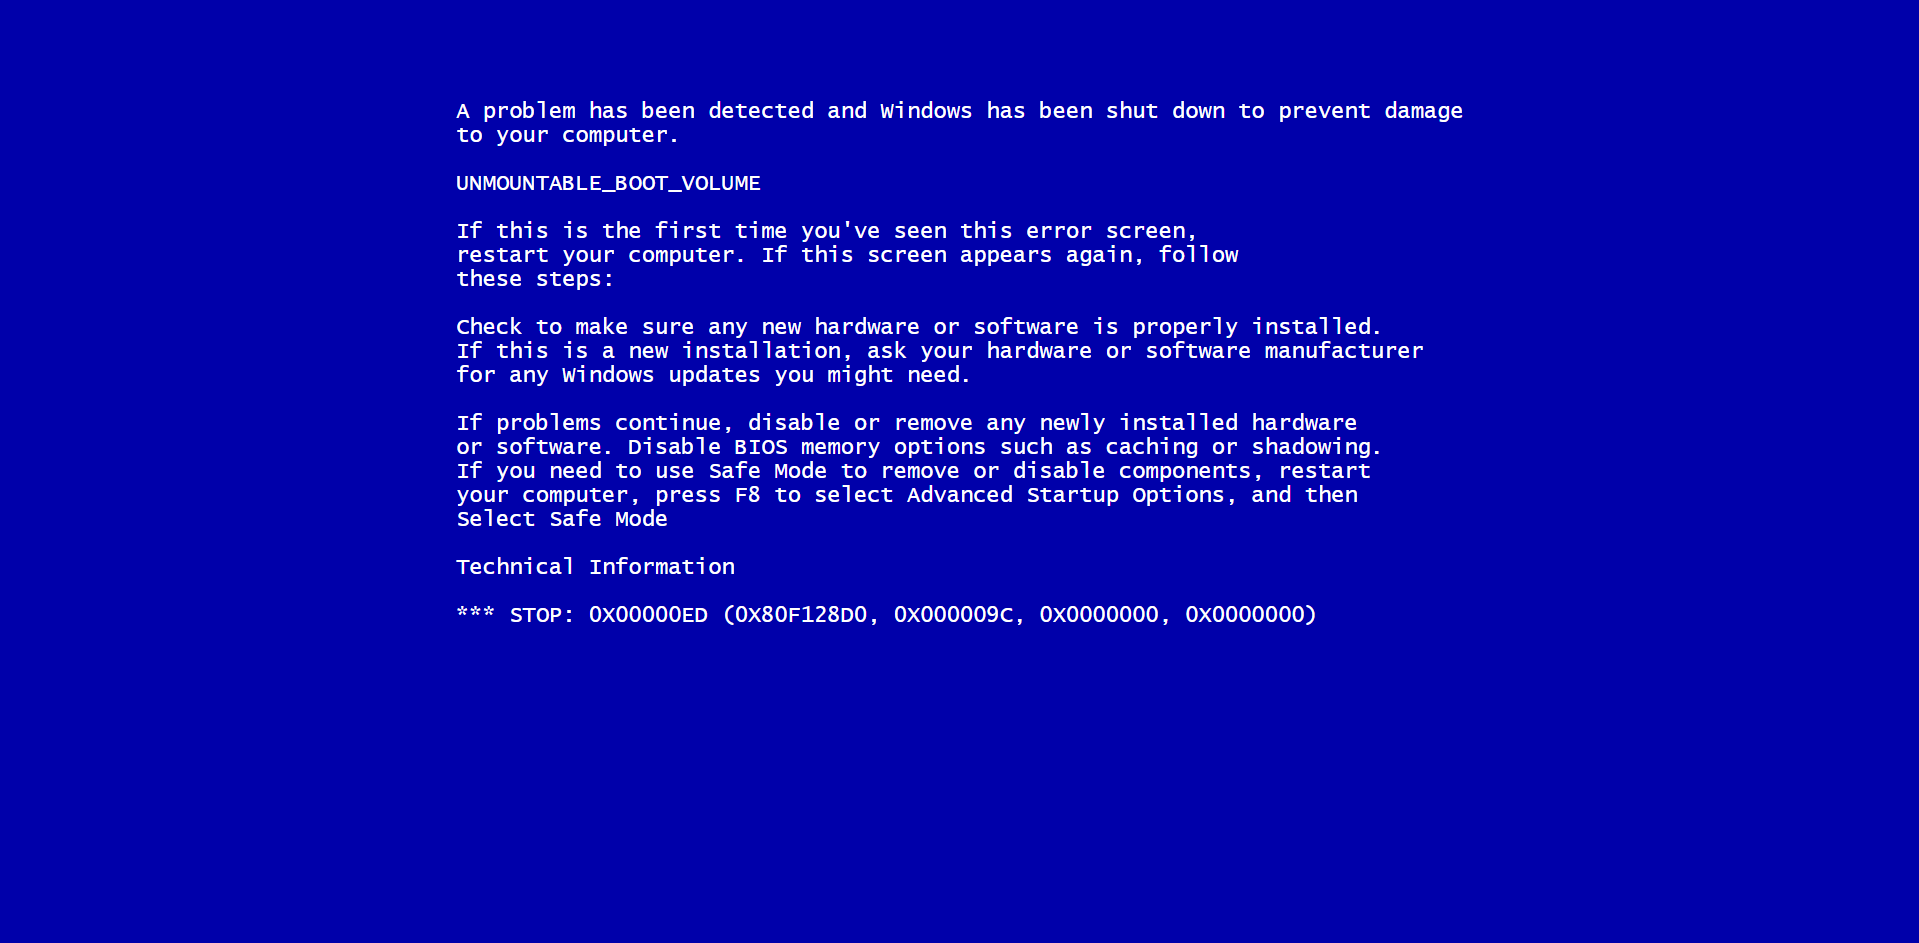 A problem has been detected and Windows has been shut down to prevent damage
to your computer.
UNMOUNTABLE_BOOT_VOLUME
If this is the first time you've seen this error screen,
restart your computer. If this screen appears again, follow
these steps:
Check to make sure any new hardware or software is properly installed.
If this is a new installation, ask your hardware or software manufacturer
for any Windows updates you might need.
If problems continue, disable or remove any newly installed hardware
or software. Disable BIOS memory options such as caching or shadowing.
If you need to use Safe Mode to remove or disable components, restart
your computer, press F8 to select Advanced Startup Options, and then
Select Safe Mode
Technical Information
*** STOP: 0X00000ED (0X80F128D0, 0X000009C, 0X0000000, 0X0000000)